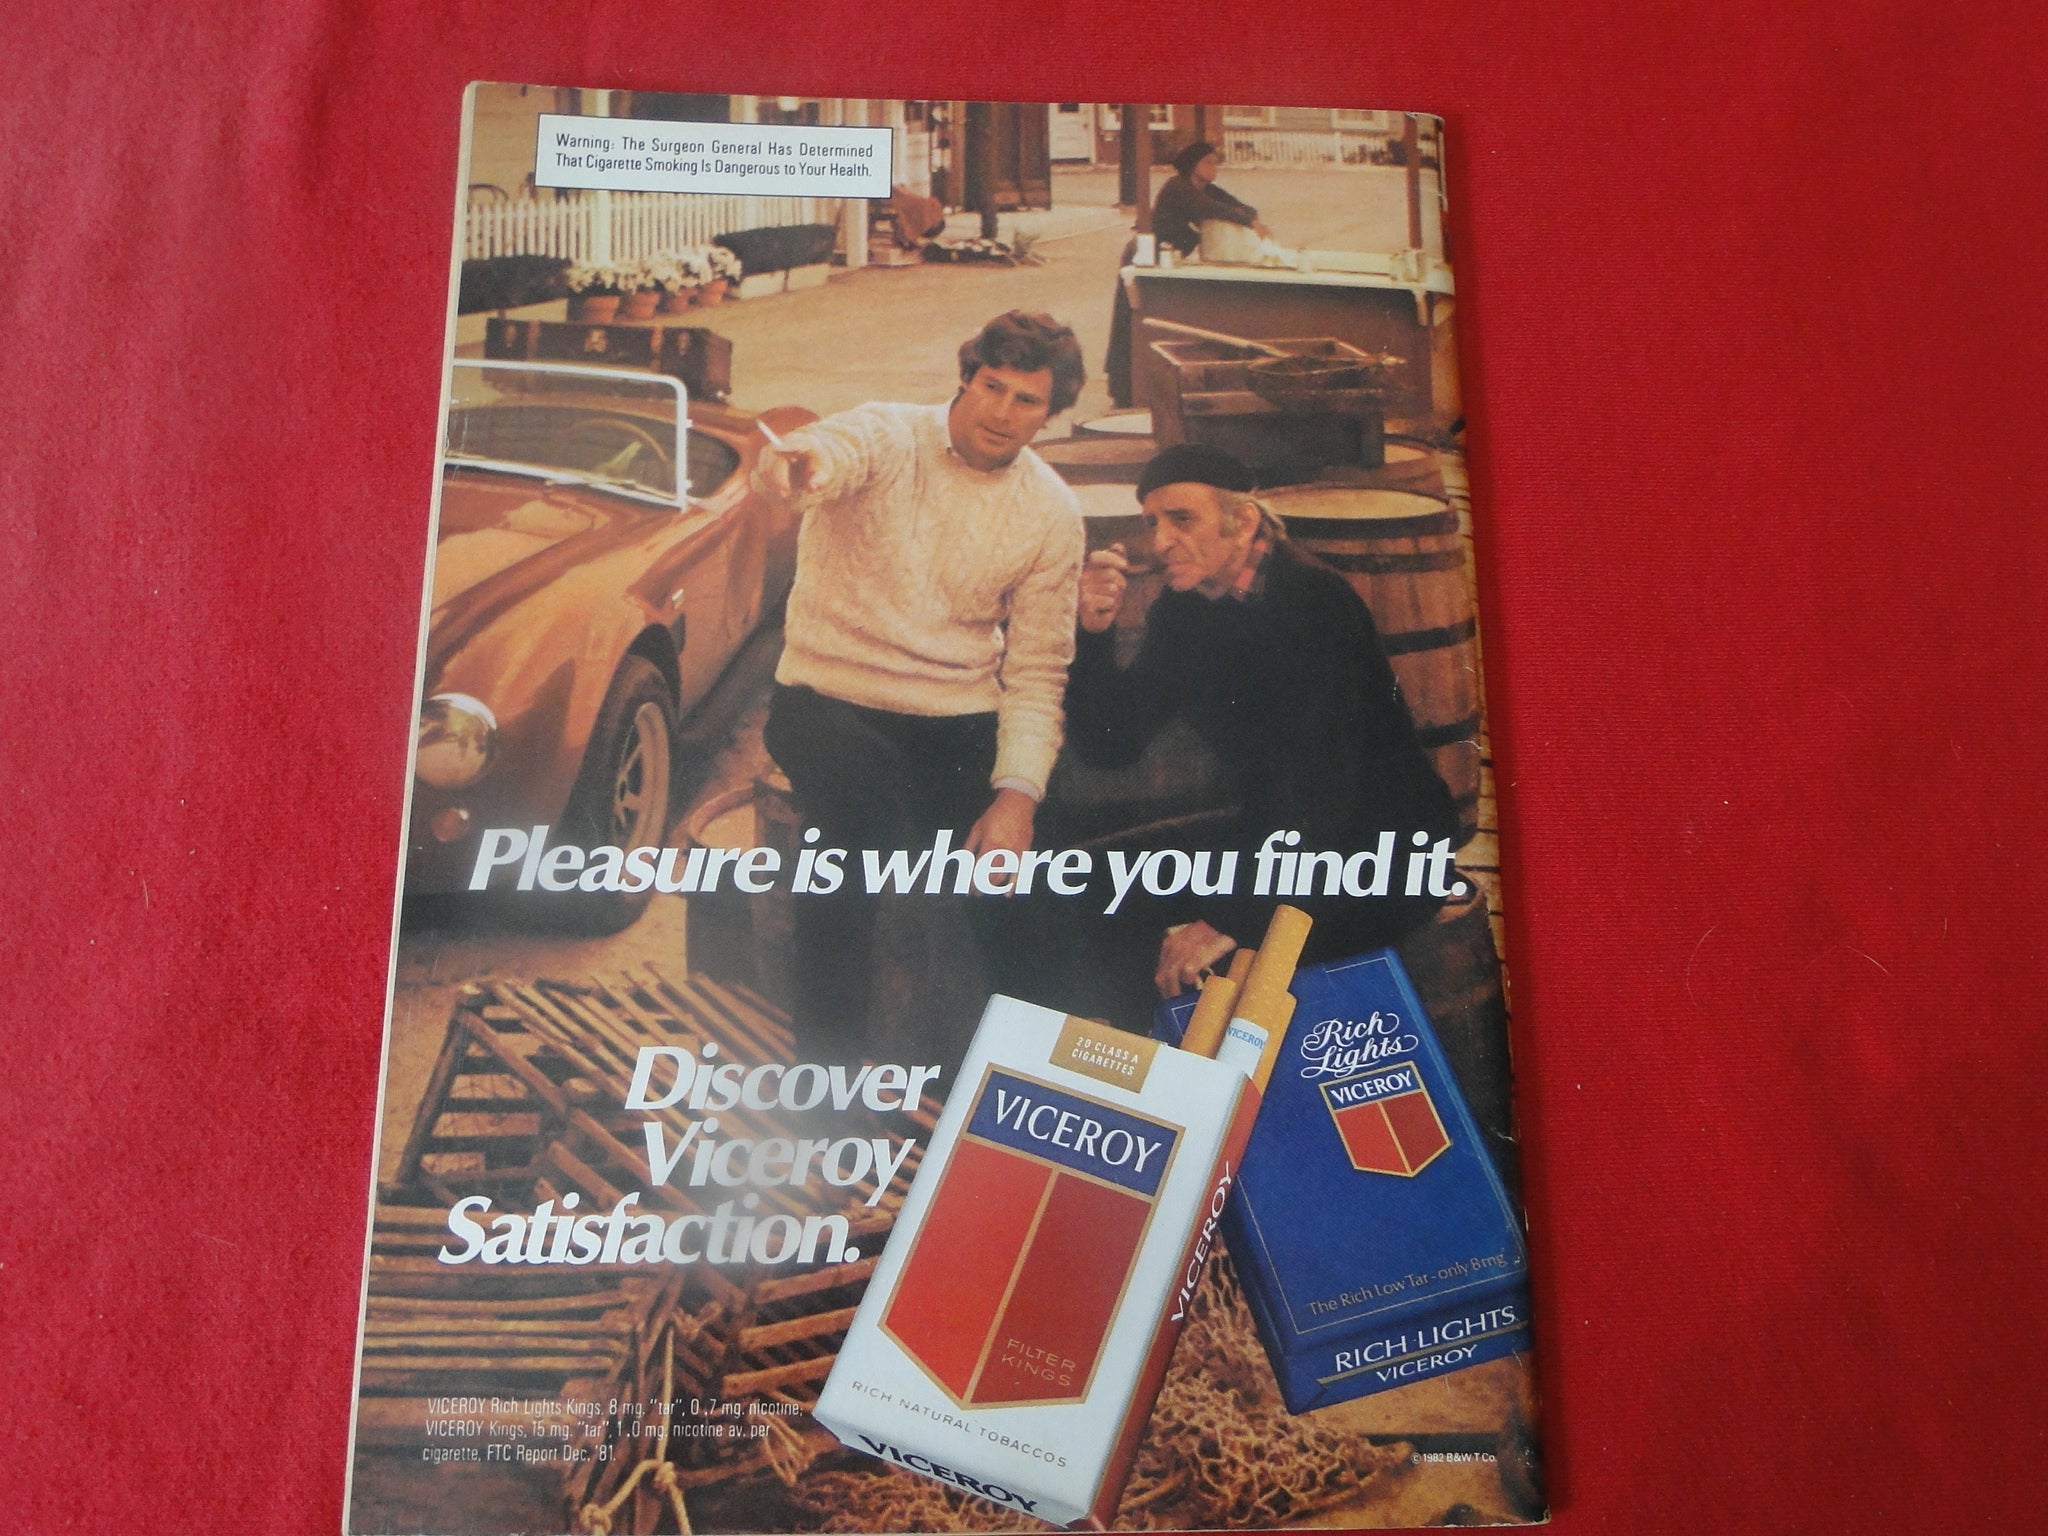 Warning: The Surgeon General Has Determined
That Cigarette Smoking Is Dangerous to Your Health.
Pleasure is where you find it.
Discover
Viceroy
Satisfaction.
20 CLASS A
CIGARETTES
VICEROY
FILTER
KINGS
RICH NATURAL TOBACCOS
VICEROY
VICEROY
VICEROY
Rich
Lights
VICEROY
The Rich Low Tar-only 8 mg.
RICH LIGHTS
VICEROY
VICEROY Rich Lights Kings, 8 mg. "tar", 0.7 mg. nicotine;
VICEROY Kings, 15 mg. "tar", 1.0 mg. nicotine av. per
cigarette, FTC Report Dec. '81.
© 1982 B&W T Co.